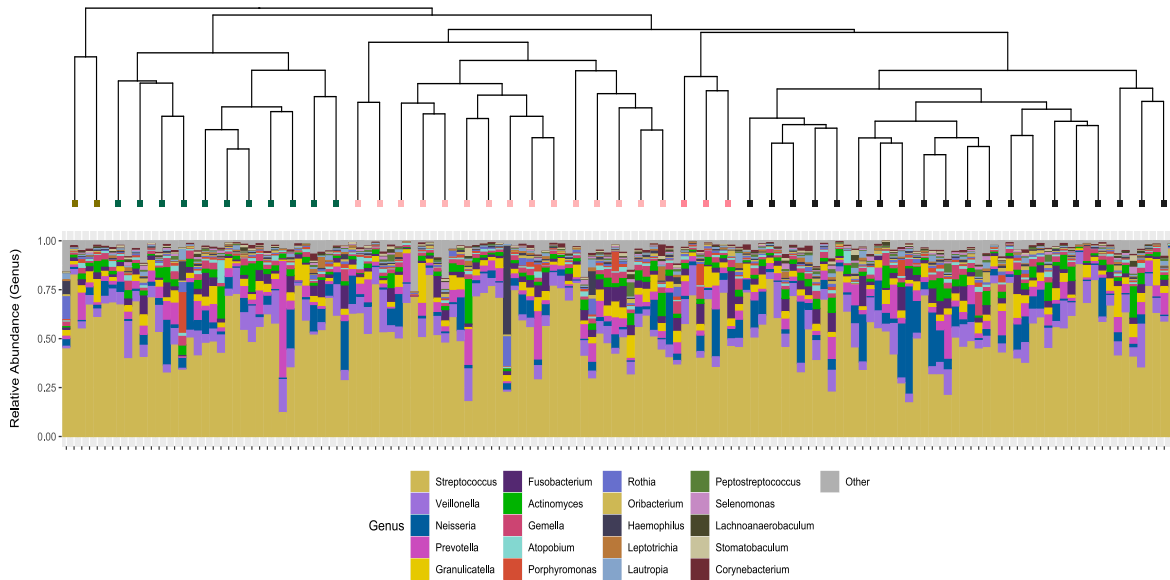 1.00
0.75
0.50
0.25
0.00
Relative Abundance (Genus)
Genus
Streptococcus Fusobacterium Rothia Peptostreptococcus Other
Veillonella Actinomyces Oribacterium Selenomonas
Neisseria Gemella Haemophilus Lachnoanaerobaculum
Prevotella Atopobium Leptotrichia Stomatobaculum
Granulicatella Porphyromonas Lautropia Corynebacterium